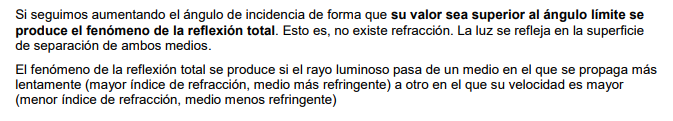 Si seguimos aumentando el ángulo de incidencia de forma que su valor sea superior al ángulo límite se
produce el fenómeno de la reflexión total. Esto es, no existe refracción. La luz se refleja en la superficie
de separación de ambos medios.
El fenómeno de la reflexión total se produce si el rayo luminoso pasa de un medio en el que se propaga más
lentamente (mayor índice de refracción, medio más refringente) a otro en el que su velocidad es mayor
(menor índice de refracción, medio menos refringente)